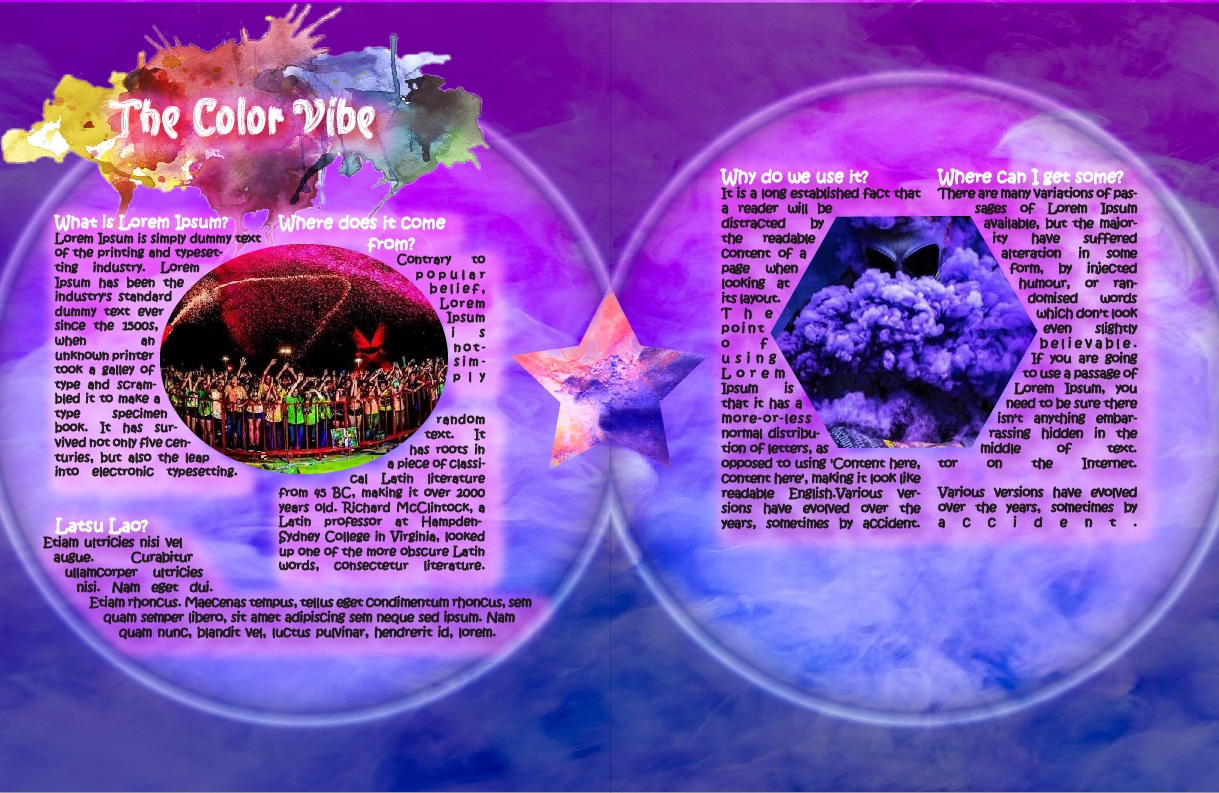 The Color Vibe
What is Lorem Ipsum?
Lorem Ipsum is simply dummy text
of the printing and typeset-
ting industry. Lorem
Ipsum has been the
industry's standard
dummy text ever
since the 1500s,
when an
unknown printer
took a galley of
type and scram-
bled it to make a
type specimen
book. It has sur-
vived not only five cen-
turies, but also the leap
into electronic typesetting.
Latsu Lao?
Etiam ultricies nisi vel
augue. Curabitur
ullamcorper ultricies
nisi. Nam eget dui.
Etiam rhoncus. Maecenas tempus, tellus eget condimentum rhoncus, sem
quam semper libero, sit amet adipiscing sem neque sed ipsum. Nam
quam nunc, blandit vel, luctus pulvinar, hendrerit id, lorem.
Where does it come
from?
Contrary to
popular
belief,
Lorem
Ipsum
is
not-
sim-
ply
random
text. It
has roots in
a piece of classi-
cal Latin literature
from 45 BC, making it over 2000
years old. Richard McClintock, a
Latin professor at Hampden-
Sydney College in Virginia, looked
up one of the more obscure Latin
words, consectetur literature.
Why do we use it?
It is a long established fact that
a reader will be
distracted by
the readable
content of a
page when
looking at
its layout.
The
point
of
using
Lorem
Ipsum is
that it has a
more-or-less
normal distribu-
tion of letters, as
opposed to using 'Content here,
content here', making it look like
readable English.Various ver-
sions have evolved over the
years, sometimes by accident.
Where can I get some?
There are many variations of pas-
sages of Lorem Ipsum
available, but the major-
ity have suffered
alteration in some
form, by injected
humour, or ran-
domised words
which don't look
even slightly
believable.
If you are going
to use a passage of
Lorem Ipsum, you
need to be sure there
isn't anything embar-
rassing hidden in the
middle of text.
tor on the Internet.
Various versions have evolved
over the years, sometimes by
accident.